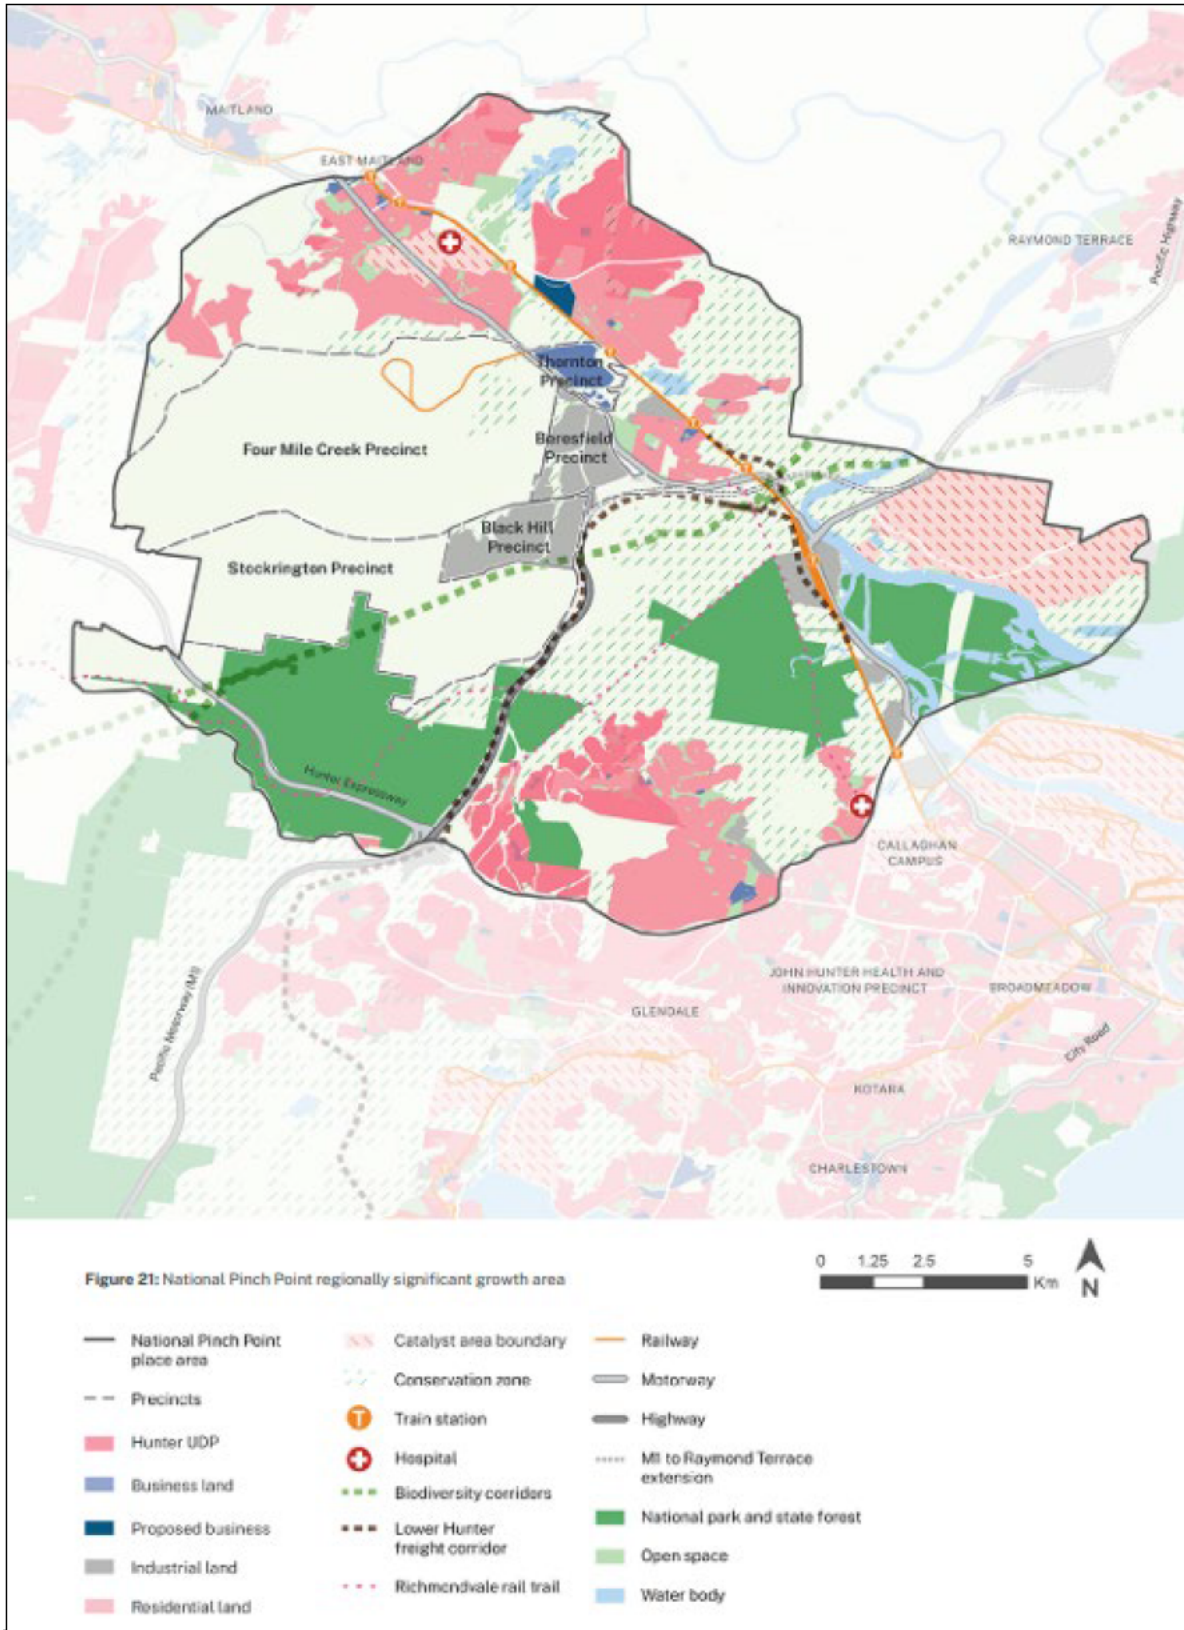 MAITLAND
EAST MAITLAND
RAYMOND TERRACE
Pacific Highway
Thornton
Precinct
Four Mile Creek Precinct
Beresfield
Precinct
Black Hill
Precinct
Stockrington Precinct
Hunter Expressway
CALLAGHAN
CAMPUS
Pacific Motorway (M1)
JOHN HUNTER HEALTH AND
INNOVATION PRECINCT
BROADMEADOW
GLENDALE
City Road
KOTARA
CHARLESTOWN
Figure 21: National Pinch Point regionally significant growth area
0 1.25 2.5 5
Km
N
National Pinch Point
place area
Precincts
Hunter UDP
Business land
Proposed business
Industrial land
Residential land
Catalyst area boundary
Conservation zone
T Train station
Hospital
Biodiversity corridors
Lower Hunter
freight corridor
Richmondvale rail trail
Railway
Motorway
Highway
M1 to Raymond Terrace
extension
National park and state forest
Open space
Water body